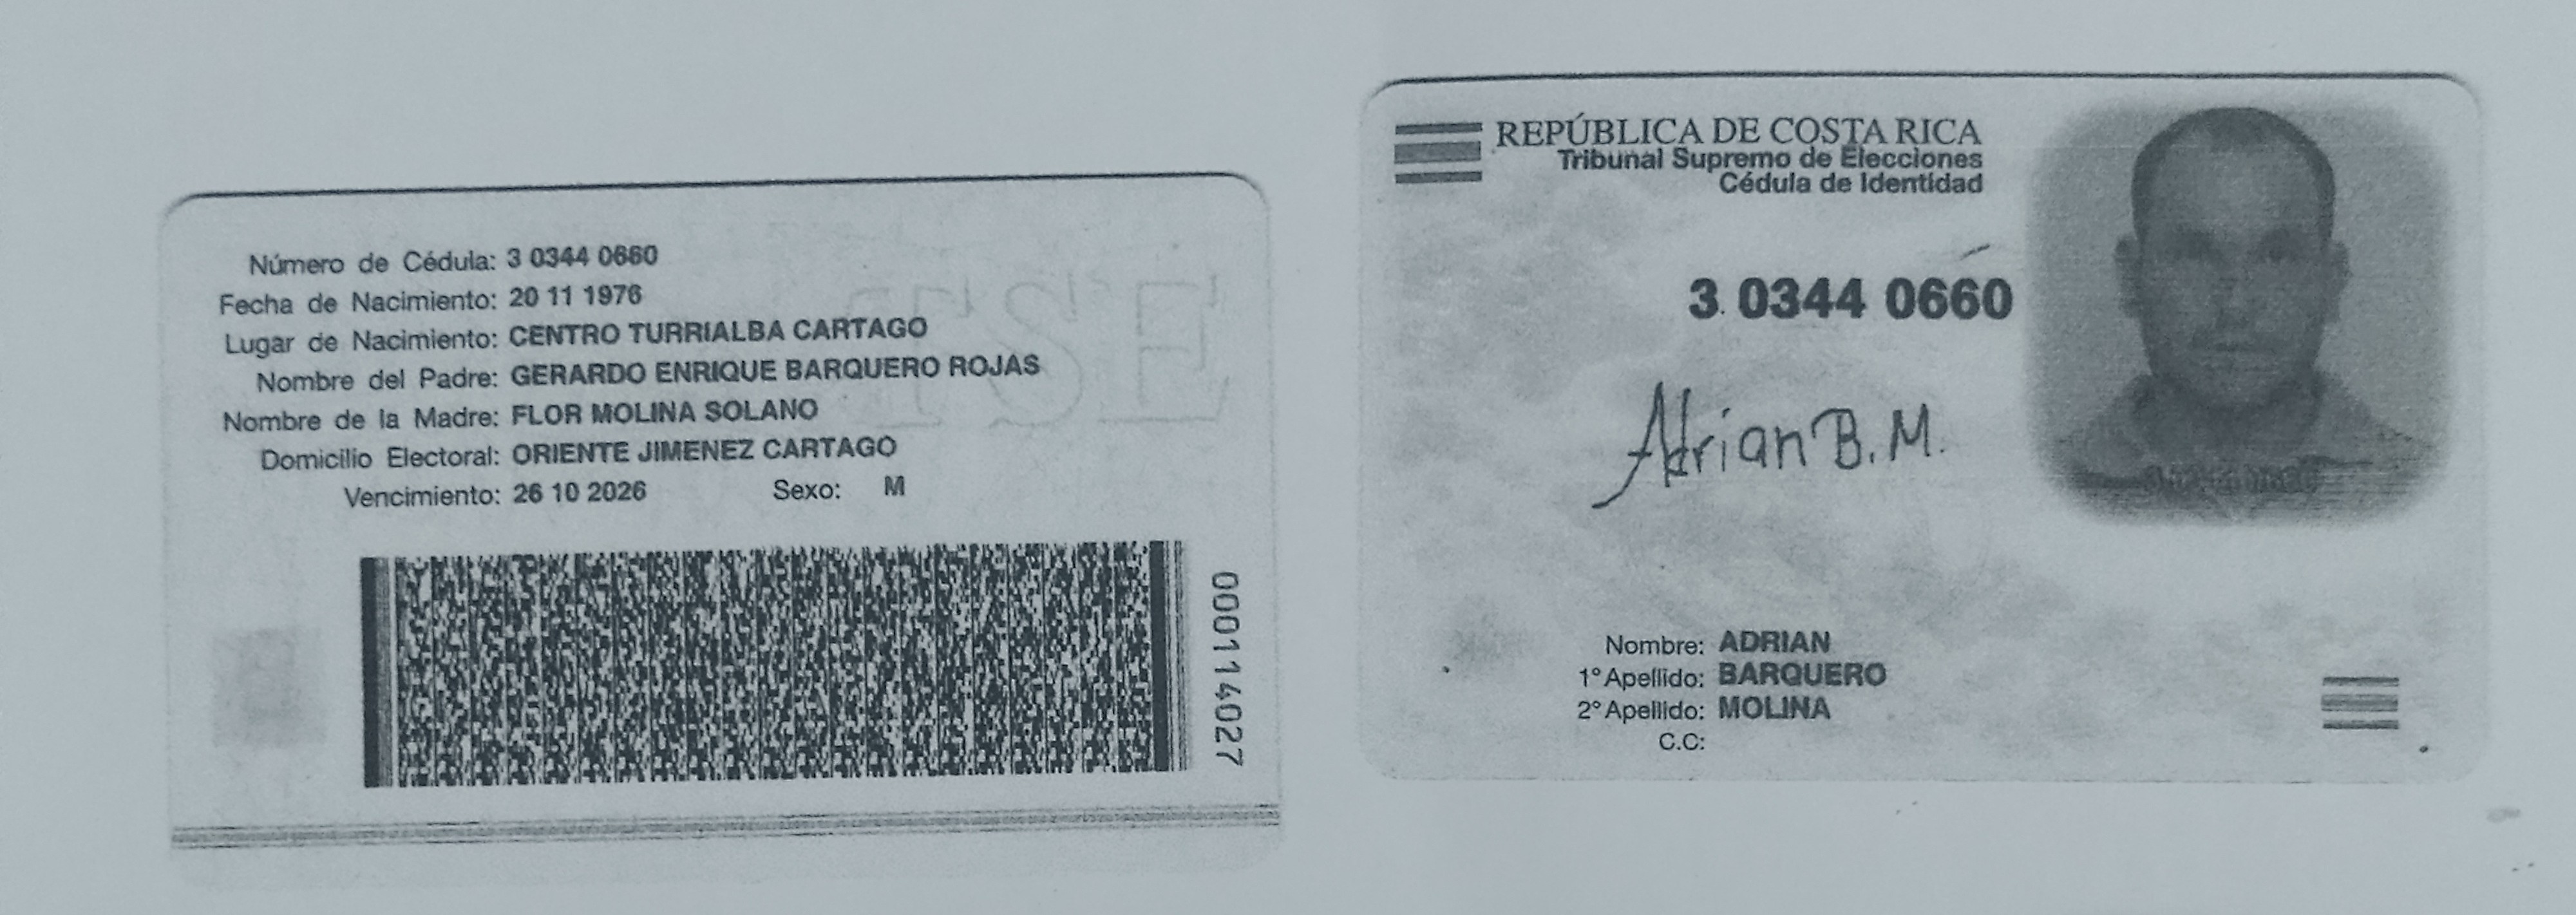 Número de Cédula: 3 0344 0660
Fecha de Nacimiento: 20 11 1976
Lugar de Nacimiento: CENTRO TURRIALBA CARTAGO
Nombre del Padre: GERARDO ENRIQUE BARQUERO ROJAS
Nombre de la Madre: FLOR MOLINA SOLANO
Domicilio Electoral: ORIENTE JIMENEZ CARTAGO
Vencimiento: 26 10 2026 Sexo: M
TSE
000114027
REPÚBLICA DE COSTA RICA
Tribunal Supremo de Elecciones
Cédula de Identidad
3 0344 0660
Adrian B. M.
Nombre: ADRIAN
1° Apellido: BARQUERO
2° Apellido: MOLINA
C.C: